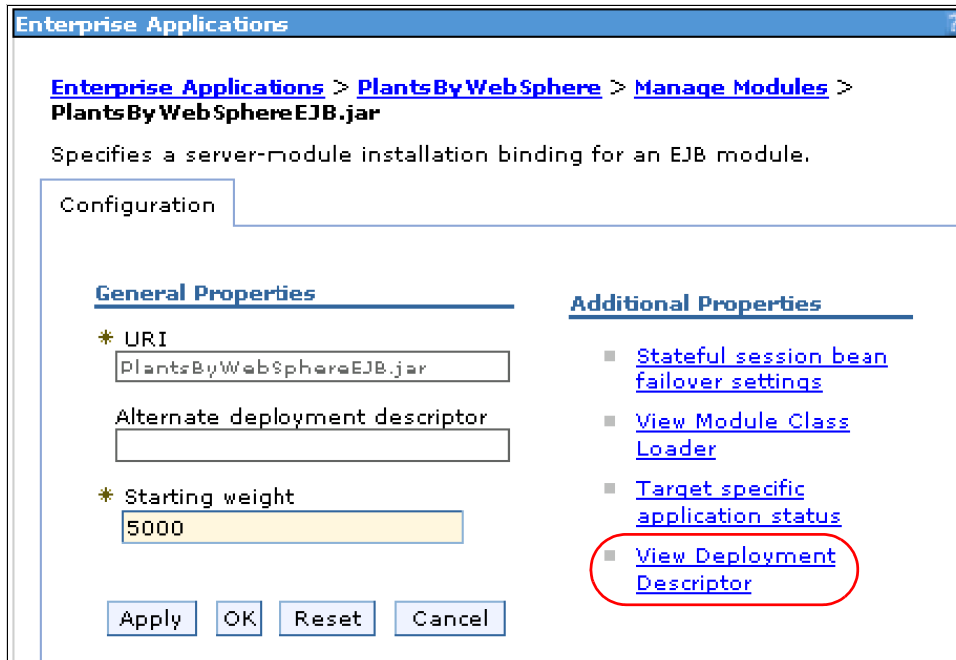 Enterprise Applications
?
Enterprise Applications > PlantsByWebSphere > Manage Modules >
PlantsByWebSphereEJB.jar
Specifies a server-module installation binding for an EJB module.
Configuration
General Properties
* URI
PlantsByWebSphereEJB.jar
Alternate deployment descriptor
* Starting weight
5000
Apply OK Reset Cancel
Additional Properties
Stateful session bean
failover settings
View Module Class
Loader
Target specific
application status
View Deployment
Descriptor